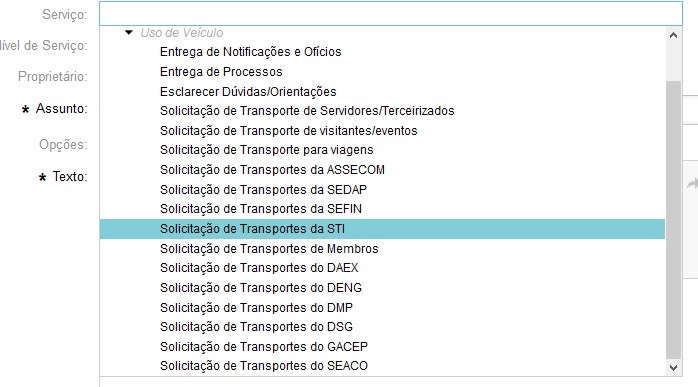 Serviço:
Uso de Veículo
ível de Serviço:
Entrega de Notificações e Ofícios
Proprietário:
Entrega de Processos
Esclarecer Dúvidas/Orientações
* Assunto:
Solicitação de Transporte de Servidores/Terceirizados
Solicitação de Transporte de visitantes/eventos
Opções:
Solicitação de Transporte para viagens
Solicitação de Transportes da ASSECOM
* Texto:
Solicitação de Transportes da SEDAP
Solicitação de Transportes da SEFIN
Solicitação de Transportes da STI
Solicitação de Transportes de Membros
Solicitação de Transportes do DAEX
Solicitação de Transportes do DENG
Solicitação de Transportes do DMP
Solicitação de Transportes do DSG
Solicitação de Transportes do GACEP
Solicitação de Transportes do SEACO